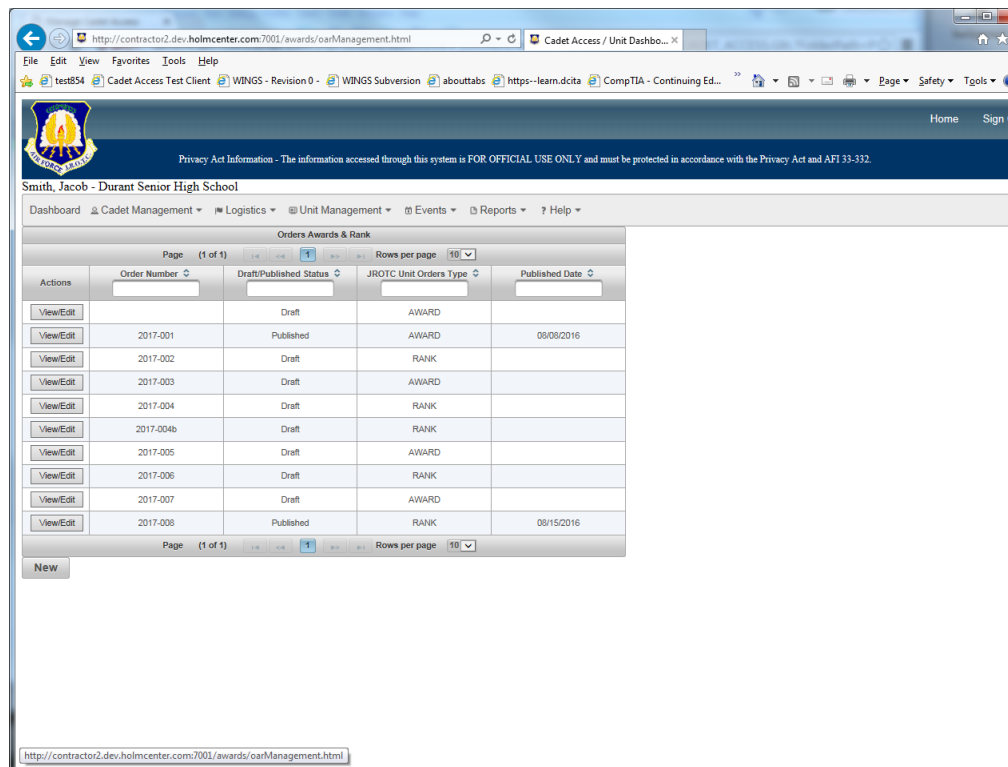 http://contractor2.dev.holmcenter.com:7001/awards/oarManagement.html
Cadet Access / Unit Dashbo...
File Edit View Favorites Tools Help
test854 Cadet Access Test Client WINGS - Revision 0 - WINGS Subversion abouttabs https--learn.dcita CompTIA - Continuing Ed... Page Safety Tools
Home Sign
AIR FORCE JROTC
Privacy Act Information - The information accessed through this system is FOR OFFICIAL USE ONLY and must be protected in accordance with the Privacy Act and AFI 33-332.
Smith, Jacob - Durant Senior High School
Dashboard Cadet Management Logistics Unit Management Events Reports ? Help
Orders Awards & Rank
Page (1 of 1) 1 Rows per page 10
Actions Order Number Draft/Published Status JROTC Unit Orders Type Published Date
View/Edit Draft AWARD
View/Edit 2017-001 Published AWARD 08/08/2016
View/Edit 2017-002 Draft RANK
View/Edit 2017-003 Draft AWARD
View/Edit 2017-004 Draft RANK
View/Edit 2017-004b Draft RANK
View/Edit 2017-005 Draft AWARD
View/Edit 2017-006 Draft RANK
View/Edit 2017-007 Draft AWARD
View/Edit 2017-008 Published RANK 08/15/2016
Page (1 of 1) 1 Rows per page 10
New
http://contractor2.dev.holmcenter.com:7001/awards/oarManagement.html